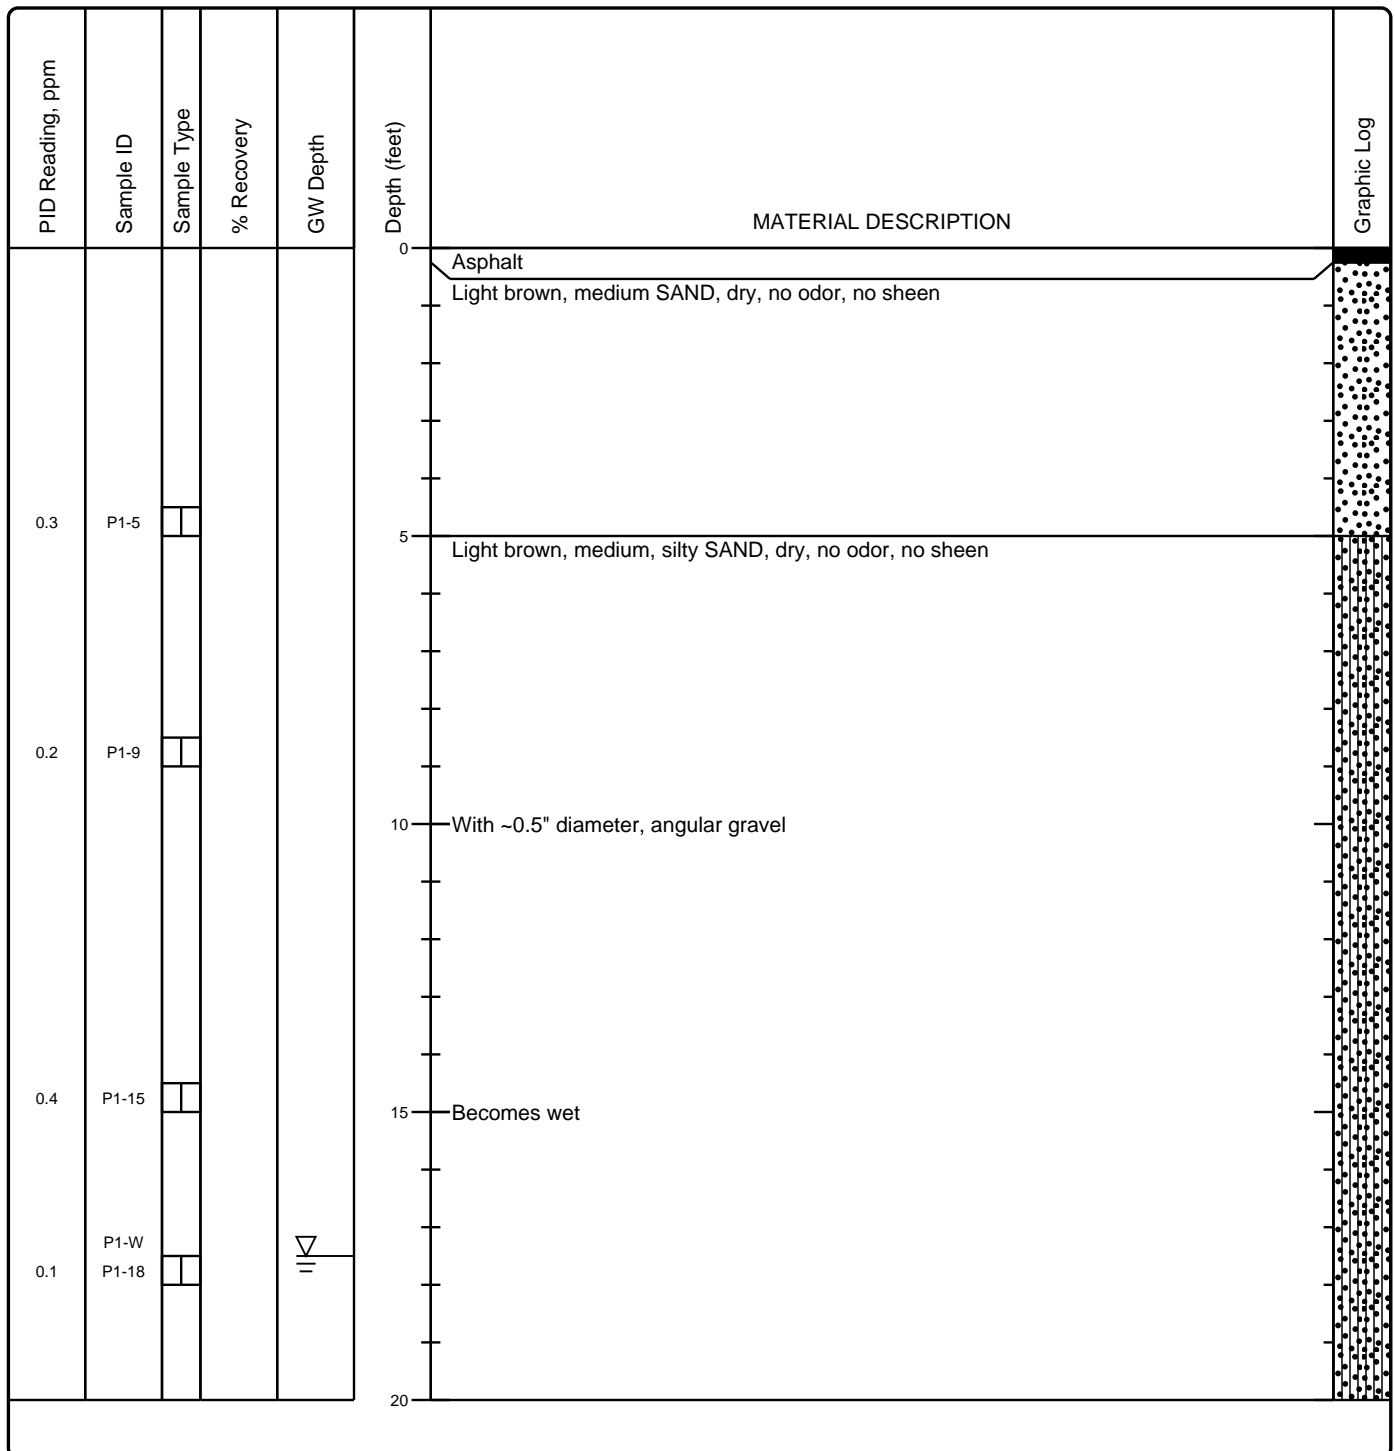 PID Reading, ppm
Sample ID
Sample Type
% Recovery
GW Depth
Depth (feet)
MATERIAL DESCRIPTION
Graphic Log
0
Asphalt
Light brown, medium SAND, dry, no odor, no sheen
0.3 P1-5
5
Light brown, medium, silty SAND, dry, no odor, no sheen
0.2 P1-9
10 With ~0.5" diameter, angular gravel
0.4 P1-15
15 Becomes wet
P1-W
0.1 P1-18
20